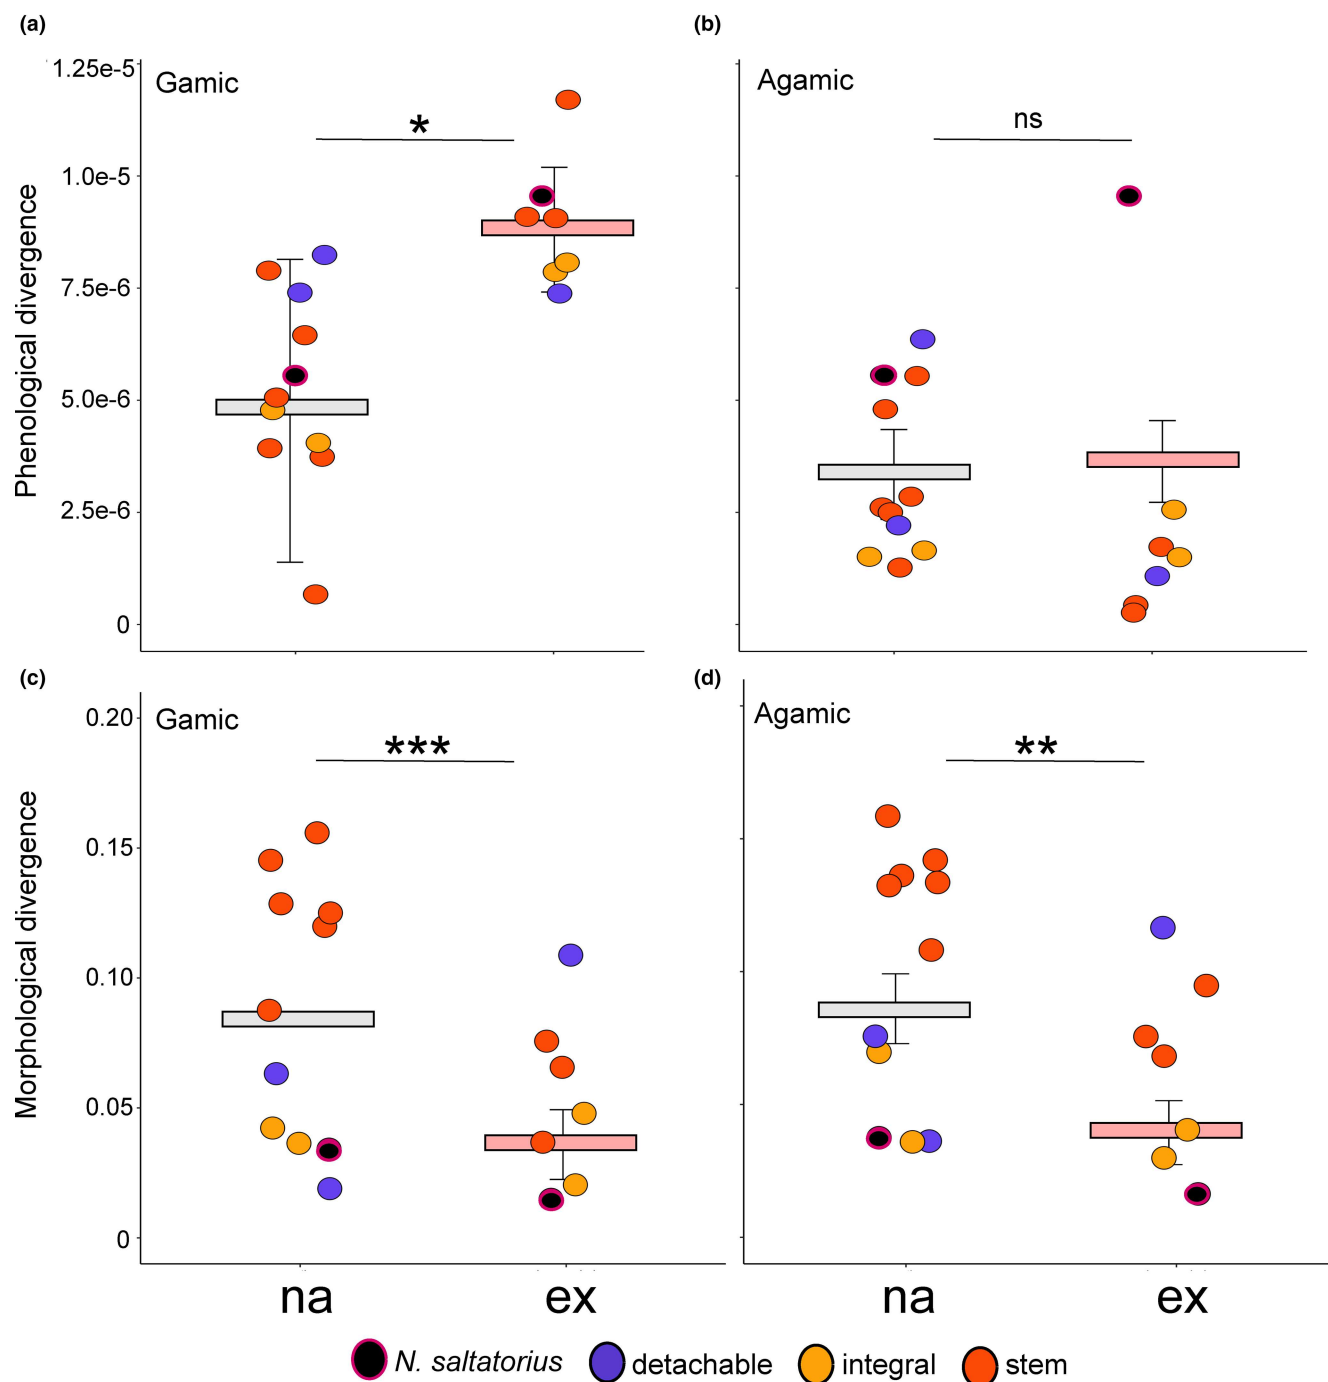 (a)
(b)
Gamic
Agamic
*
ns
Phenological divergence
1.25e-5
1.0e-5
7.5e-6
5.0e-6
2.5e-6
0
(c)
(d)
Gamic
Agamic
***
**
Morphological divergence
0.20
0.15
0.10
0.05
0
na
ex
na
ex
N. saltatorius
detachable
integral
stem